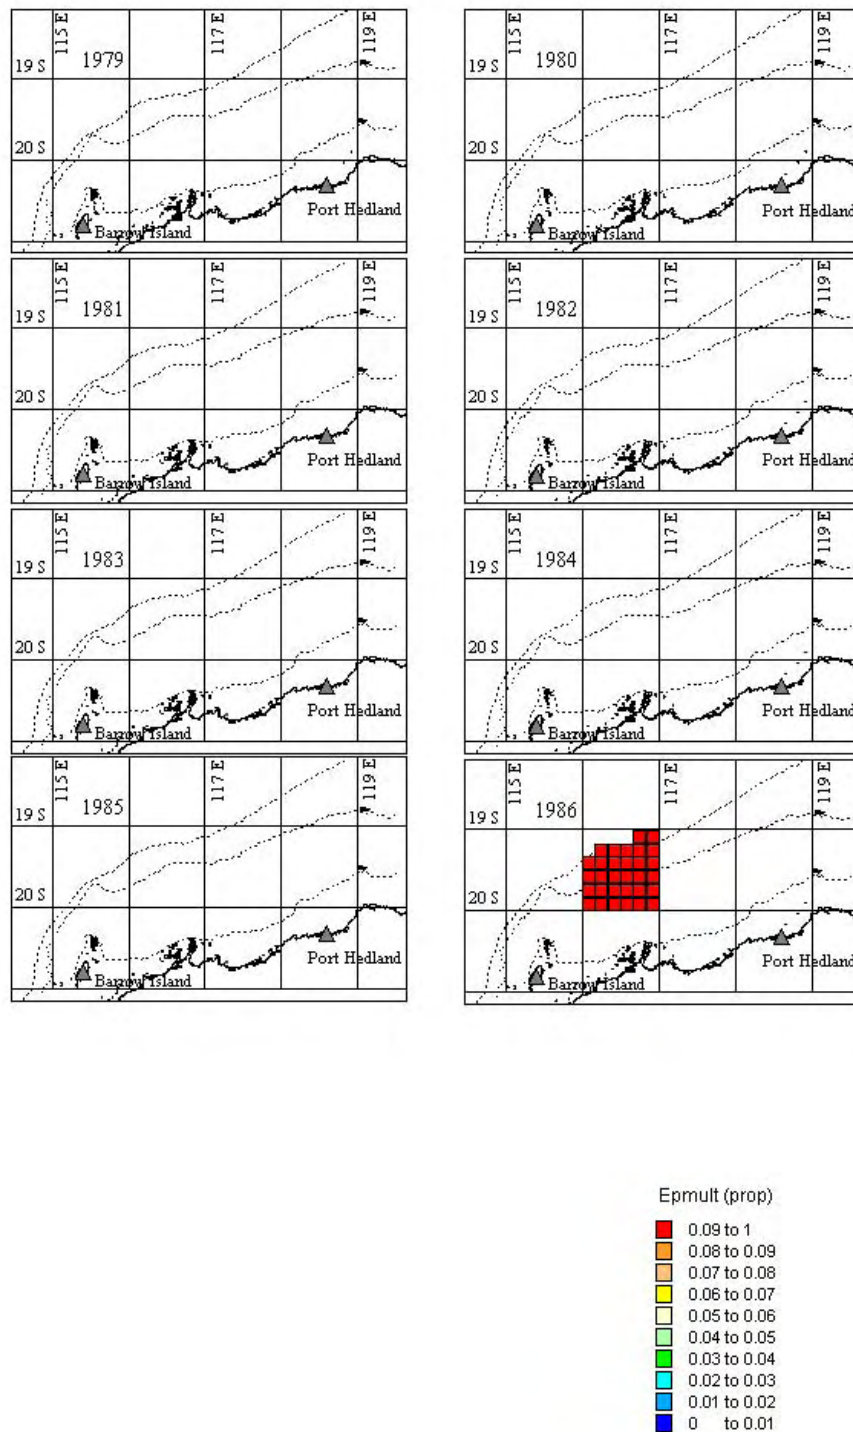 115 E
117 E
119 E
1979
19 S
20 S
Port Hedland
Barrow Island
115 E
117 E
119 E
1980
19 S
20 S
Port Hedland
Barrow Island
115 E
117 E
119 E
1981
19 S
20 S
Port Hedland
Barrow Island
115 E
117 E
119 E
1982
19 S
20 S
Port Hedland
Barrow Island
115 E
117 E
119 E
1983
19 S
20 S
Port Hedland
Barrow Island
115 E
117 E
119 E
1984
19 S
20 S
Port Hedland
Barrow Island
115 E
117 E
119 E
1985
19 S
20 S
Port Hedland
Barrow Island
115 E
117 E
119 E
1986
19 S
20 S
Port Hedland
Barrow Island
Epmult (prop)
0.09 to 1
0.08 to 0.09
0.07 to 0.08
0.06 to 0.07
0.05 to 0.06
0.04 to 0.05
0.03 to 0.04
0.02 to 0.03
0.01 to 0.02
0 to 0.01